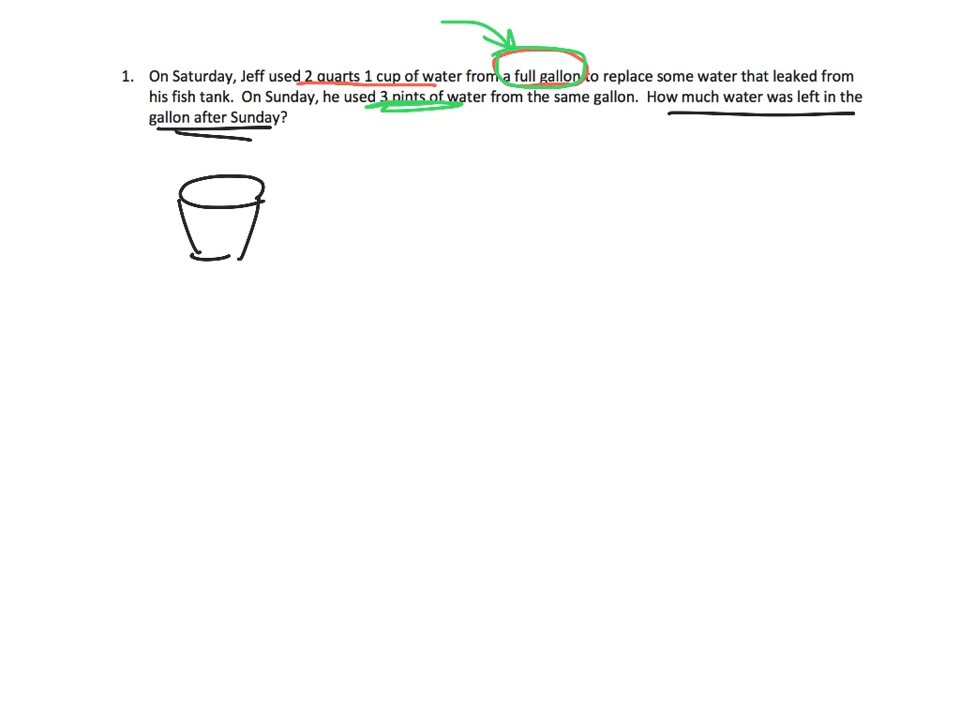 1. On Saturday, Jeff used 2 quarts 1 cup of water from a full gallon to replace some water that leaked from
his fish tank. On Sunday, he used 3 pints of water from the same gallon. How much water was left in the
gallon after Sunday?